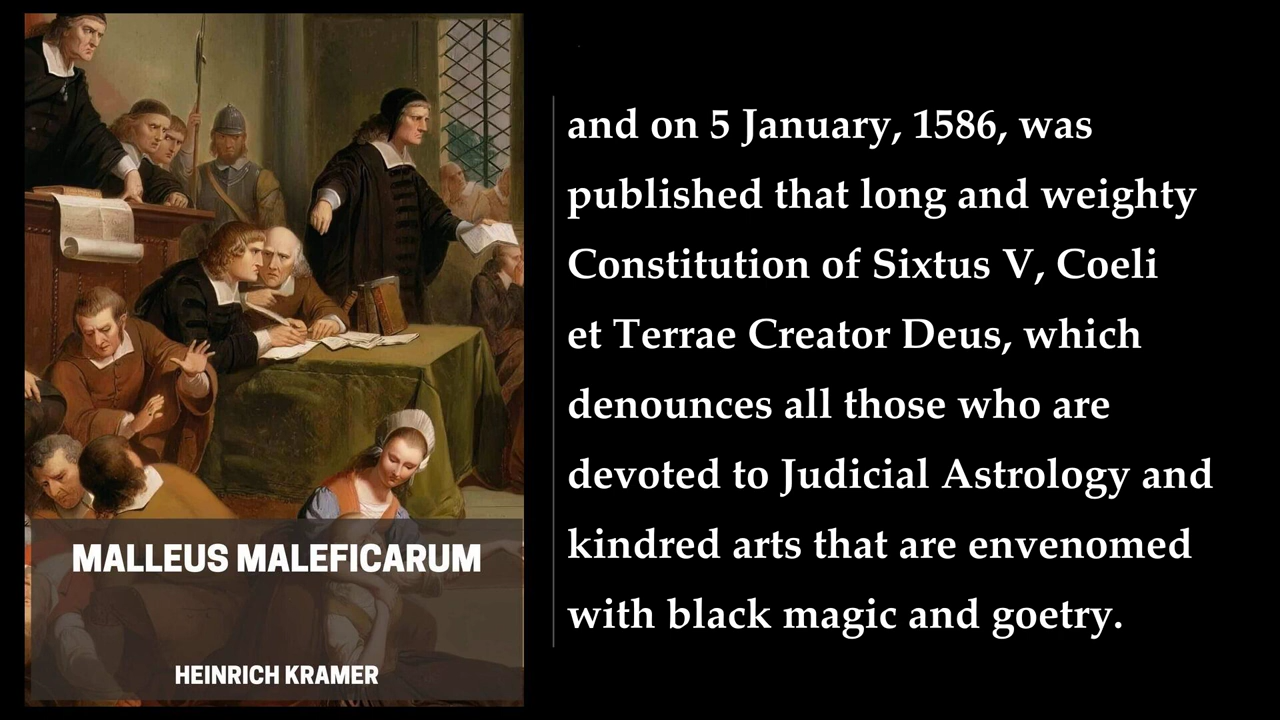 MALLEUS MALEFICARUM
HEINRICH KRAMER
and on 5 January, 1586, was
published that long and weighty
Constitution of Sixtus V, Coeli
et Terrae Creator Deus, which
denounces all those who are
devoted to Judicial Astrology and
kindred arts that are envenomed
with black magic and goetry.